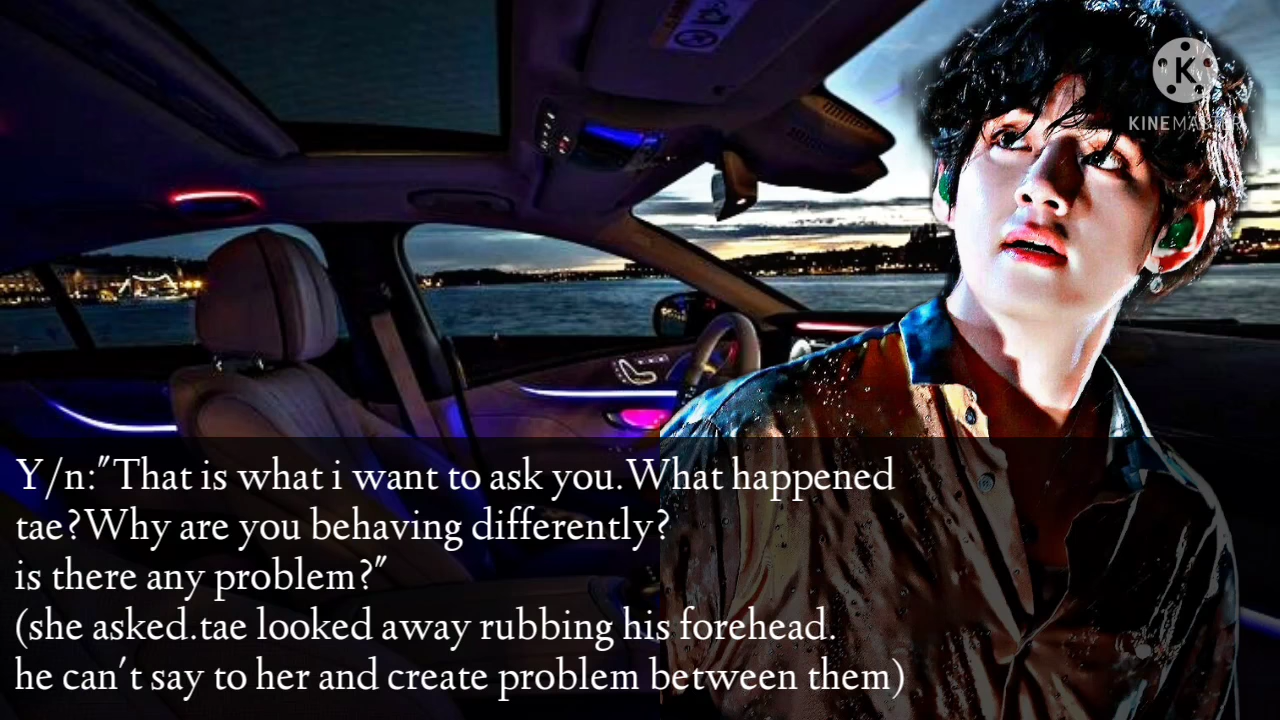 K
KINEMASTER
Y/n:"That is what i want to ask you.What happened
tae?Why are you behaving differently?
is there any problem?"
(she asked.tae looked away rubbing his forehead.
he can't say to her and create problem between them)